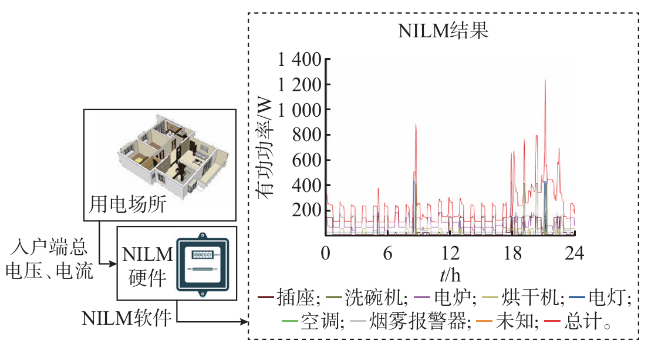 NILM结果
1 400
1 200
1 000
800
600
400
200
有功功率/W
0
6
12
18
24
t/h
用电场所
入户端总
电压、电流
NILM
硬件
NILM软件
插座; 洗碗机; 电炉; 烘干机; 电灯;
空调; 烟雾报警器; 未知; 总计。